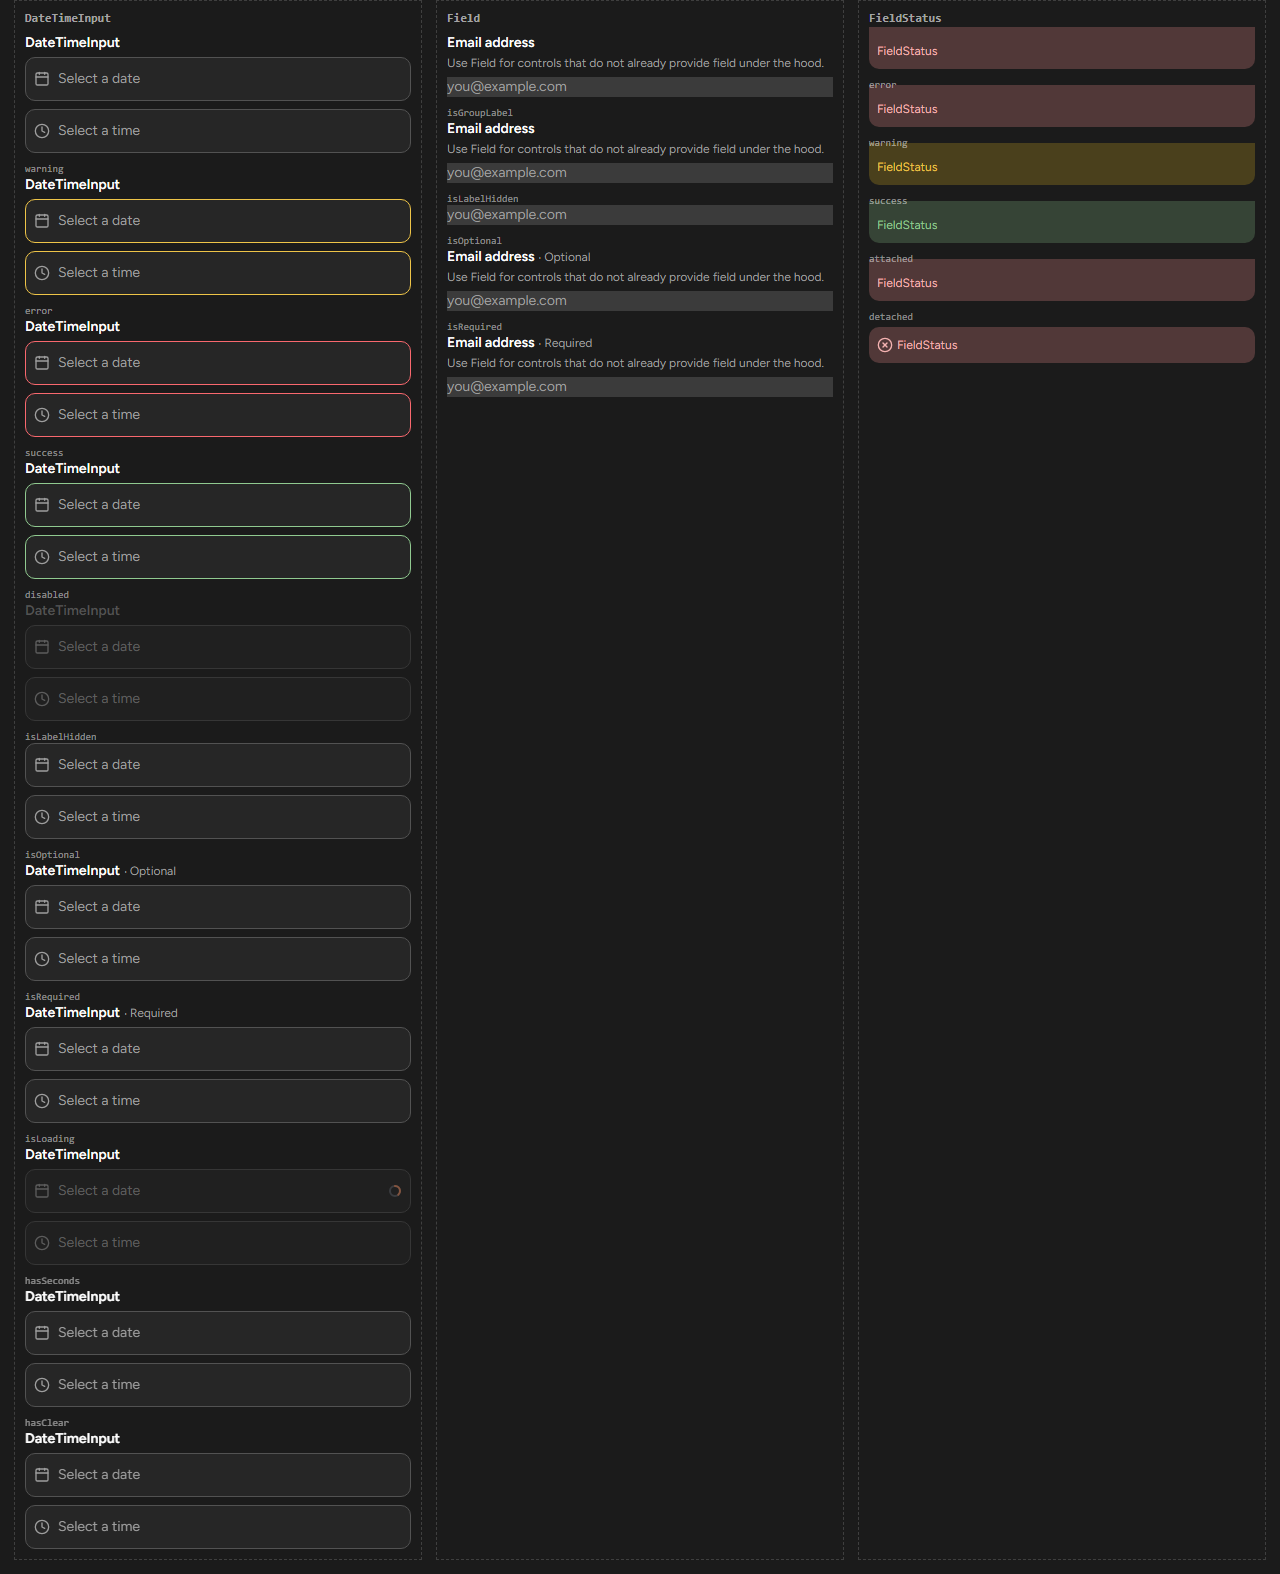 DateTimeInput
DateTimeInput
Select a date
Select a time
warning
DateTimeInput
Select a date
Select a time
error
DateTimeInput
Select a date
Select a time
success
DateTimeInput
Select a date
Select a time
disabled
DateTimeInput
Select a date
Select a time
isLabelHidden
Select a date
Select a time
isOptional
DateTimeInput · Optional
Select a date
Select a time
isRequired
DateTimeInput · Required
Select a date
Select a time
isLoading
DateTimeInput
Select a date
Select a time
hasSeconds
DateTimeInput
Select a date
Select a time
hasClear
DateTimeInput
Select a date
Select a time
Field
Email address
Use Field for controls that do not already provide field under the hood.
you@example.com
isGroupLabel
Email address
Use Field for controls that do not already provide field under the hood.
you@example.com
isLabelHidden
you@example.com
isOptional
Email address · Optional
Use Field for controls that do not already provide field under the hood.
you@example.com
isRequired
Email address · Required
Use Field for controls that do not already provide field under the hood.
you@example.com
FieldStatus
FieldStatus
error
FieldStatus
warning
FieldStatus
success
FieldStatus
attached
FieldStatus
detached
FieldStatus